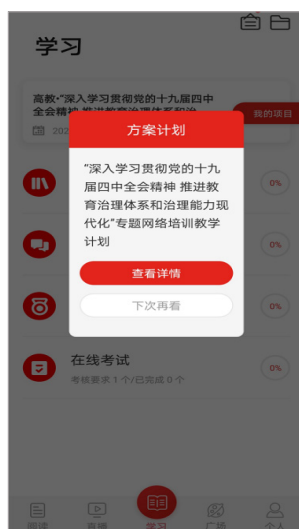 学习
高教·"深入学习贯彻党的十九届四中
全会精神 推进教育治理体系和治
我的项目
202
方案计划
"深入学习贯彻党的十九
届四中全会精神 推进教
育治理体系和治理能力现
代化"专题网络培训教学
计划
0%
0%
查看详情
下次再看
0%
在线考试
考核要求 1 个/已完成 0 个
0%
阅读
直播
学习
广场
个人